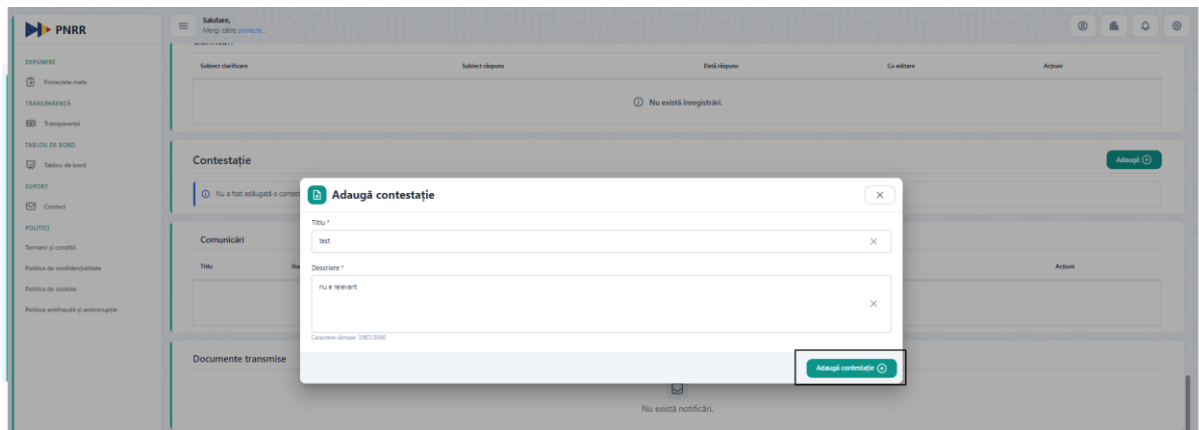 PNRR
Salutare,
Mergi către proiecte
DEPUNERE
Proiectele mele
TRANSPARENȚĂ
Transparență
TABLOU DE BORD
Tablou de bord
SUPORT
Contact
POLITICI
Termeni și condiții
Politica de confidențialitate
Politica de cookies
Politica antifraudă și anticorupție
Subiect clarificare Subiect răspuns Dată răspuns Cu editare Acțiuni
Nu există înregistrări.
Contestație
Adaugă
Nu a fost adăugată o
Adaugă contestație
Titlu *
test
Descriere *
nu e relevant
Caractere rămase: 2987/3000
Adaugă contestație
Comunicări
Titlu Acțiuni
Documente transmise
Nu există notificări.